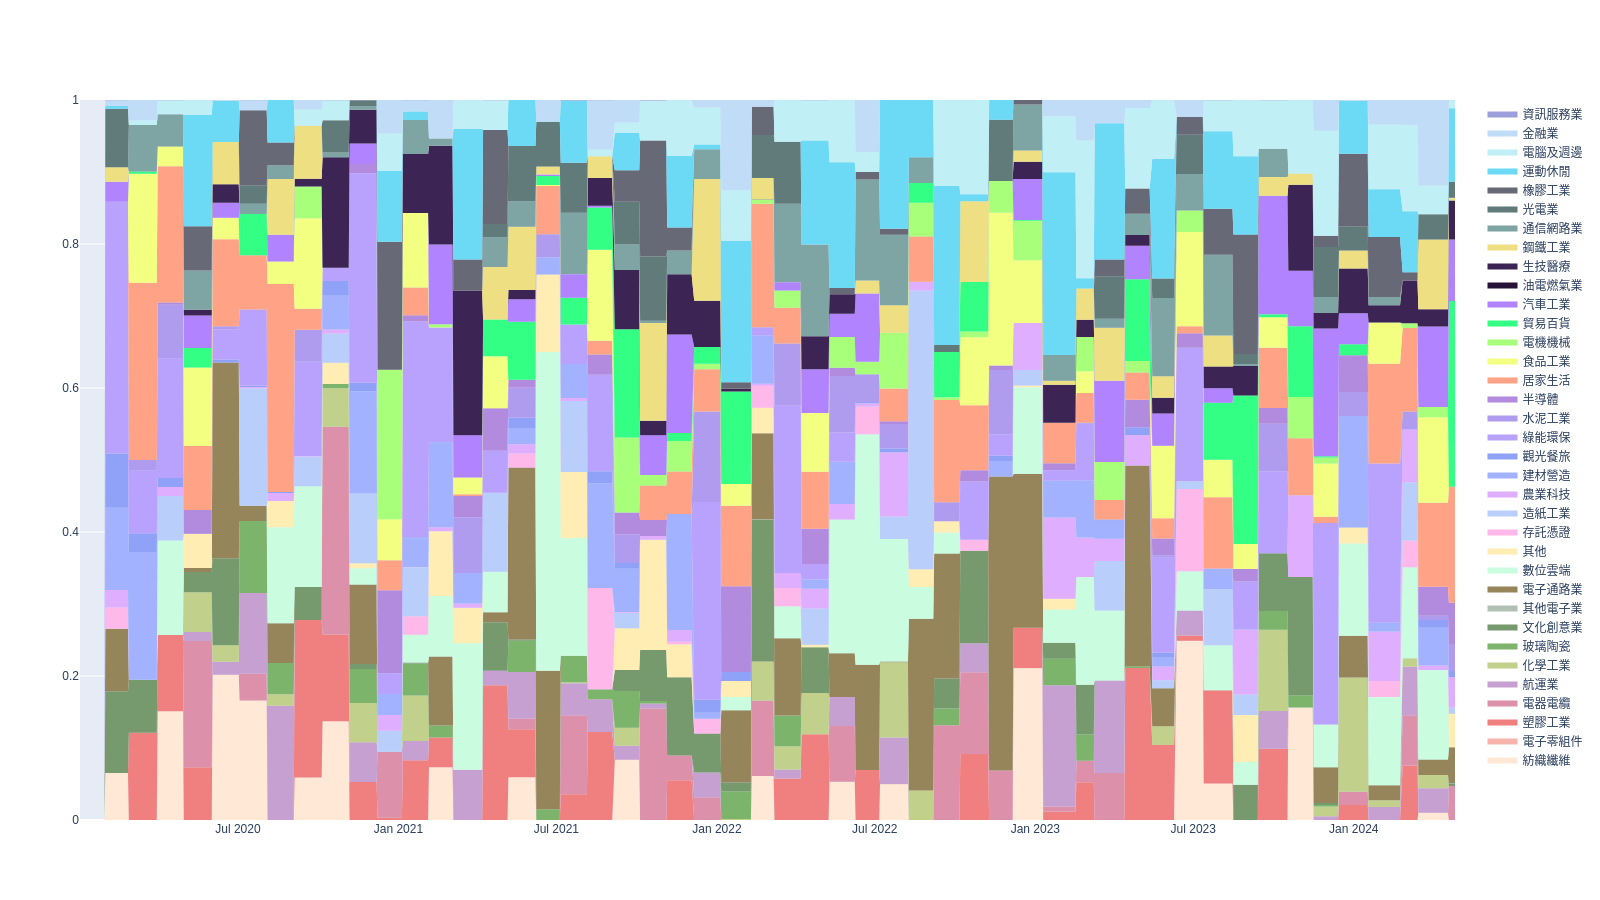 1
0.8
0.6
0.4
0.2
0
Jul 2020
Jan 2021
Jul 2021
Jan 2022
Jul 2022
Jan 2023
Jul 2023
Jan 2024
資訊服務業
金融業
電腦及週邊
運動休閒
橡膠工業
光電業
通信網路業
鋼鐵工業
生技醫療
油電燃氣業
汽車工業
貿易百貨
電機機械
食品工業
居家生活
半導體
水泥工業
綠能環保
觀光餐旅
建材營造
農業科技
造紙工業
存託憑證
其他
數位雲端
電子通路業
其他電子業
文化創意業
玻璃陶瓷
化學工業
航運業
電器電纜
塑膠工業
電子零組件
紡織纖維